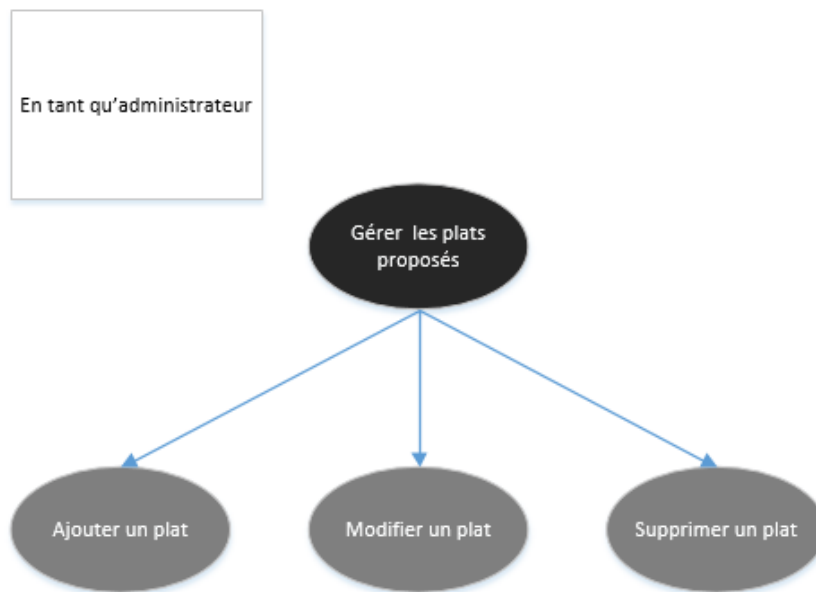 En tant qu’administrateur
Gérer les plats
proposés
Ajouter un plat
Modifier un plat
Supprimer un plat